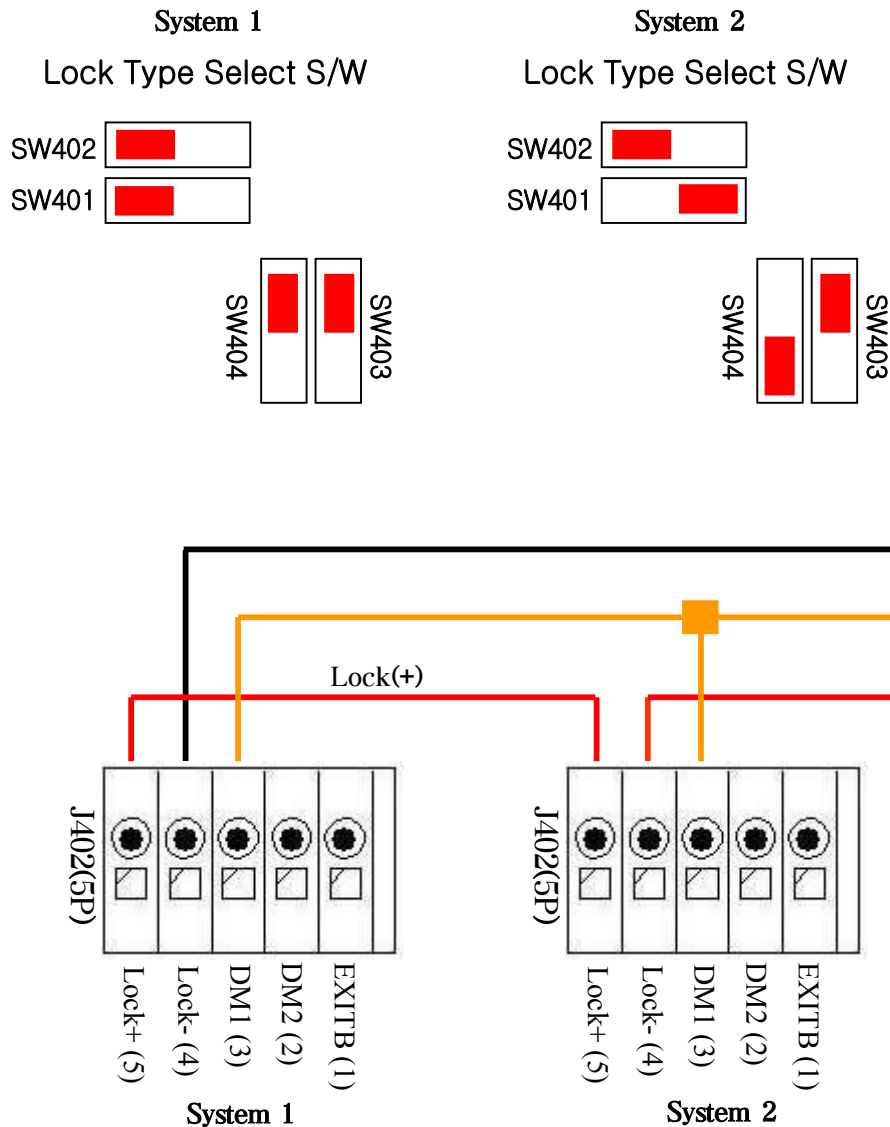 System 1
Lock Type Select S/W
SW402
SW401
SW404
SW403
System 2
Lock Type Select S/W
SW402
SW401
SW404
SW403
Lock(+)
J402(5P)
Lock+ (5)
Lock- (4)
DM1 (3)
DM2 (2)
EXITB (1)
System 1
J402(5P)
Lock+ (5)
Lock- (4)
DM1 (3)
DM2 (2)
EXITB (1)
System 2